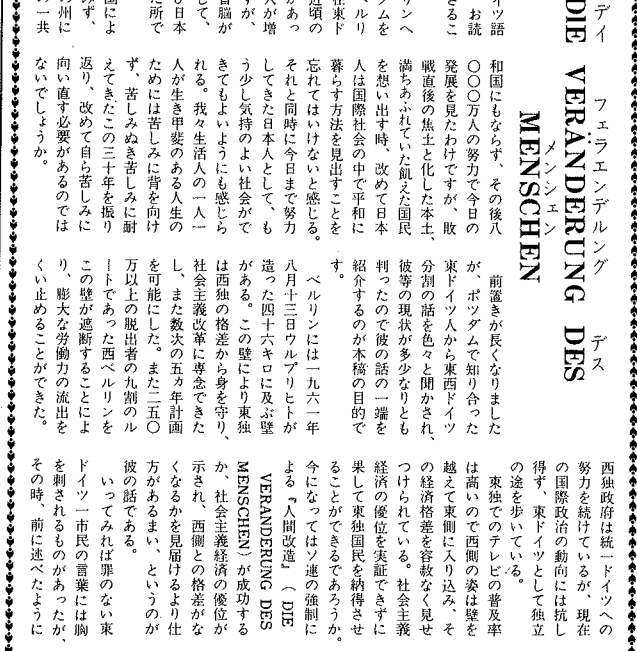 ディ フェラエンデルング デス
DIE VERÄNDERUNG DES
メンシェン
MENSCHEN
イツ語
お読
きるこ
リンへ
ムを
ベルリ
在東ド
近頃の
があっ
人が増
すが、
首脳が
して、
び日本
た所で
国によ
みず、
の州に
の一共
和国にもならず、その後八
〇〇〇万人の努力で今日の
発展を見たわけですが、敗
戦直後の焦土と化した本土、
満ちあふれていた飢えた国民
を想い出す時、改めて日本
人は国際社会の中で平和に
暮らす方法を見出すことを
忘れてはいけないと感じる。
それと同時に今日まで努力
してきた日本人として、も
う少し気持のよい社会がで
きてもよいようにも感じら
れる。我々生活人の一人一
人が生き甲斐のある人生の
ためには苦しみに背を向け
ず、苦しみぬき苦しみに耐
えてきたこの三十年を振り
返り、改めて自ら苦しみに
向い直す必要があるのでは
ないでしょうか。
前置きが長くなりました
が、ポツダムで知り合った
東ドイツ人から東西ドイツ
分割の話を色々と聞かされ、
彼等の現状が多少なりとも
判ったので彼の話の一端を
紹介するのが本稿の目的で
す。
ベルリンには一九六一年
八月十三日ウルブリヒトが
造った四十六キロに及ぶ壁
がある。この壁により東独
は西独の格差から身を守り、
社会主義改革に専念できた
し、また数次の五ヵ年計画
を可能にした。また二五〇
万以上の脱出者の九割のル
ートであった西ベルリンを
この壁が遮断することによ
り、膨大な労働力の流出を
くい止めることができた。
西独政府は統一ドイツへの
努力を続けているが、現在
の国際政治の動向には抗し
得ず、東ドイツとして独立
の途を歩いている。
東独でのテレビの普及率
は高いので西側の姿は壁を
越えて東側に入り込み、そ
の経済格差を容赦なく見せ
つけられている。社会主義
経済の優位を実証できずに
果して東独国民を納得させ
ることができるであろうか。
今になってはソ連の強制に
よる『人間改造』( DIE
VERANDERUNG DES
MENSCHEN)が成功する
か、社会主義経済の優位が
示され、西側との格差がな
くなるかを見届けるより仕
方があるまい、というのが
彼の話である。
いってみれば罪のない東
ドイツ一市民の言葉には胸
を刺されるものがあったが、
その時、前に述べたように